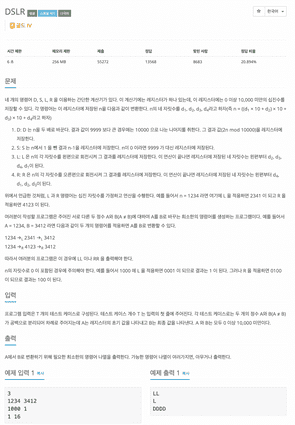 DSLR
한국어
골드 IV
시간 제한 메모리 제한 제출 정답 맞힌 사람 정답 비율
6 초 256 MB 55272 13568 8683 20.894%
문제
네 개의 명령어 D, S, L, R 을 이용하는 간단한 계산기가 있다. 이 계산기에는 레지스터가 하나 있는데, 이 레지스터에는 0 이상 10,000 미만의 십진수를
저장할 수 있다. 각 명령어는 이 레지스터에 저장된 n을 다음과 같이 변환한다. n의 네 자릿수를 d1, d2, d3, d4라고 하자(즉 n = ((d1 × 10 + d2) × 10 +
d3) × 10 + d4라고 하자)
1. D: D 는 n을 두 배로 바꾼다. 결과 값이 9999 보다 큰 경우에는 10000 으로 나눈 나머지를 취한다. 그 결과 값(2n mod 10000)을 레지스터에
저장한다.
2. S: S 는 n에서 1 을 뺀 결과 n-1을 레지스터에 저장한다. n이 0 이라면 9999 가 대신 레지스터에 저장된다.
3. L: L 은 n의 각 자릿수를 왼편으로 회전시켜 그 결과를 레지스터에 저장한다. 이 연산이 끝나면 레지스터에 저장된 네 자릿수는 왼편부터 d2, d3,
d4, d1이 된다.
4. R: R 은 n의 각 자릿수를 오른편으로 회전시켜 그 결과를 레지스터에 저장한다. 이 연산이 끝나면 레지스터에 저장된 네 자릿수는 왼편부터 d4,
d1, d2, d3이 된다.
위에서 언급한 것처럼, L 과 R 명령어는 십진 자릿수를 가정하고 연산을 수행한다. 예를 들어서 n = 1234 라면 여기에 L 을 적용하면 2341 이 되고 R 을
적용하면 4123 이 된다.
여러분이 작성할 프로그램은 주어진 서로 다른 두 정수 A와 B(A ≠ B)에 대하여 A를 B로 바꾸는 최소한의 명령어를 생성하는 프로그램이다. 예를 들어서
A = 1234, B = 3412 라면 다음과 같이 두 개의 명령어를 적용하면 A를 B로 변환할 수 있다.
1234 →L 2341 →L 3412
1234 →R 4123 →R 3412
따라서 여러분의 프로그램은 이 경우에 LL 이나 RR 을 출력해야 한다.
n의 자릿수로 0 이 포함된 경우에 주의해야 한다. 예를 들어서 1000 에 L 을 적용하면 0001 이 되므로 결과는 1 이 된다. 그러나 R 을 적용하면 0100
이 되므로 결과는 100 이 된다.
입력
프로그램 입력은 T 개의 테스트 케이스로 구성된다. 테스트 케이스 개수 T 는 입력의 첫 줄에 주어진다. 각 테스트 케이스로는 두 개의 정수 A와 B(A ≠ B)
가 공백으로 분리되어 차례로 주어지는데 A는 레지스터의 초기 값을 나타내고 B는 최종 값을 나타낸다. A 와 B는 모두 0 이상 10,000 미만이다.
출력
A에서 B로 변환하기 위해 필요한 최소한의 명령어 나열을 출력한다. 가능한 명령어 나열이 여러가지면, 아무거나 출력한다.
예제 입력 1 복사
3
1234 3412
1000 1
1 16
예제 출력 1 복사
LL
L
DDDD